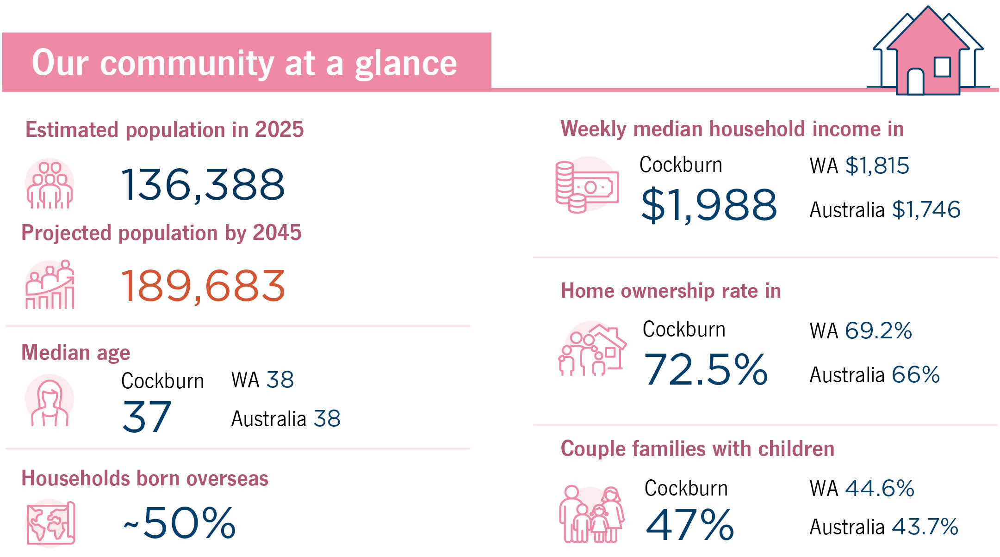 Our community at a glance
Estimated population in 2025
136,388
Projected population by 2045
189,683
Median age
Cockburn
37
WA 38
Australia 38
Households born overseas
~50%
Weekly median household income in
Cockburn
$1,988
WA $1,815
Australia $1,746
Home ownership rate in
Cockburn
72.5%
WA 69.2%
Australia 66%
Couple families with children
Cockburn
47%
WA 44.6%
Australia 43.7%